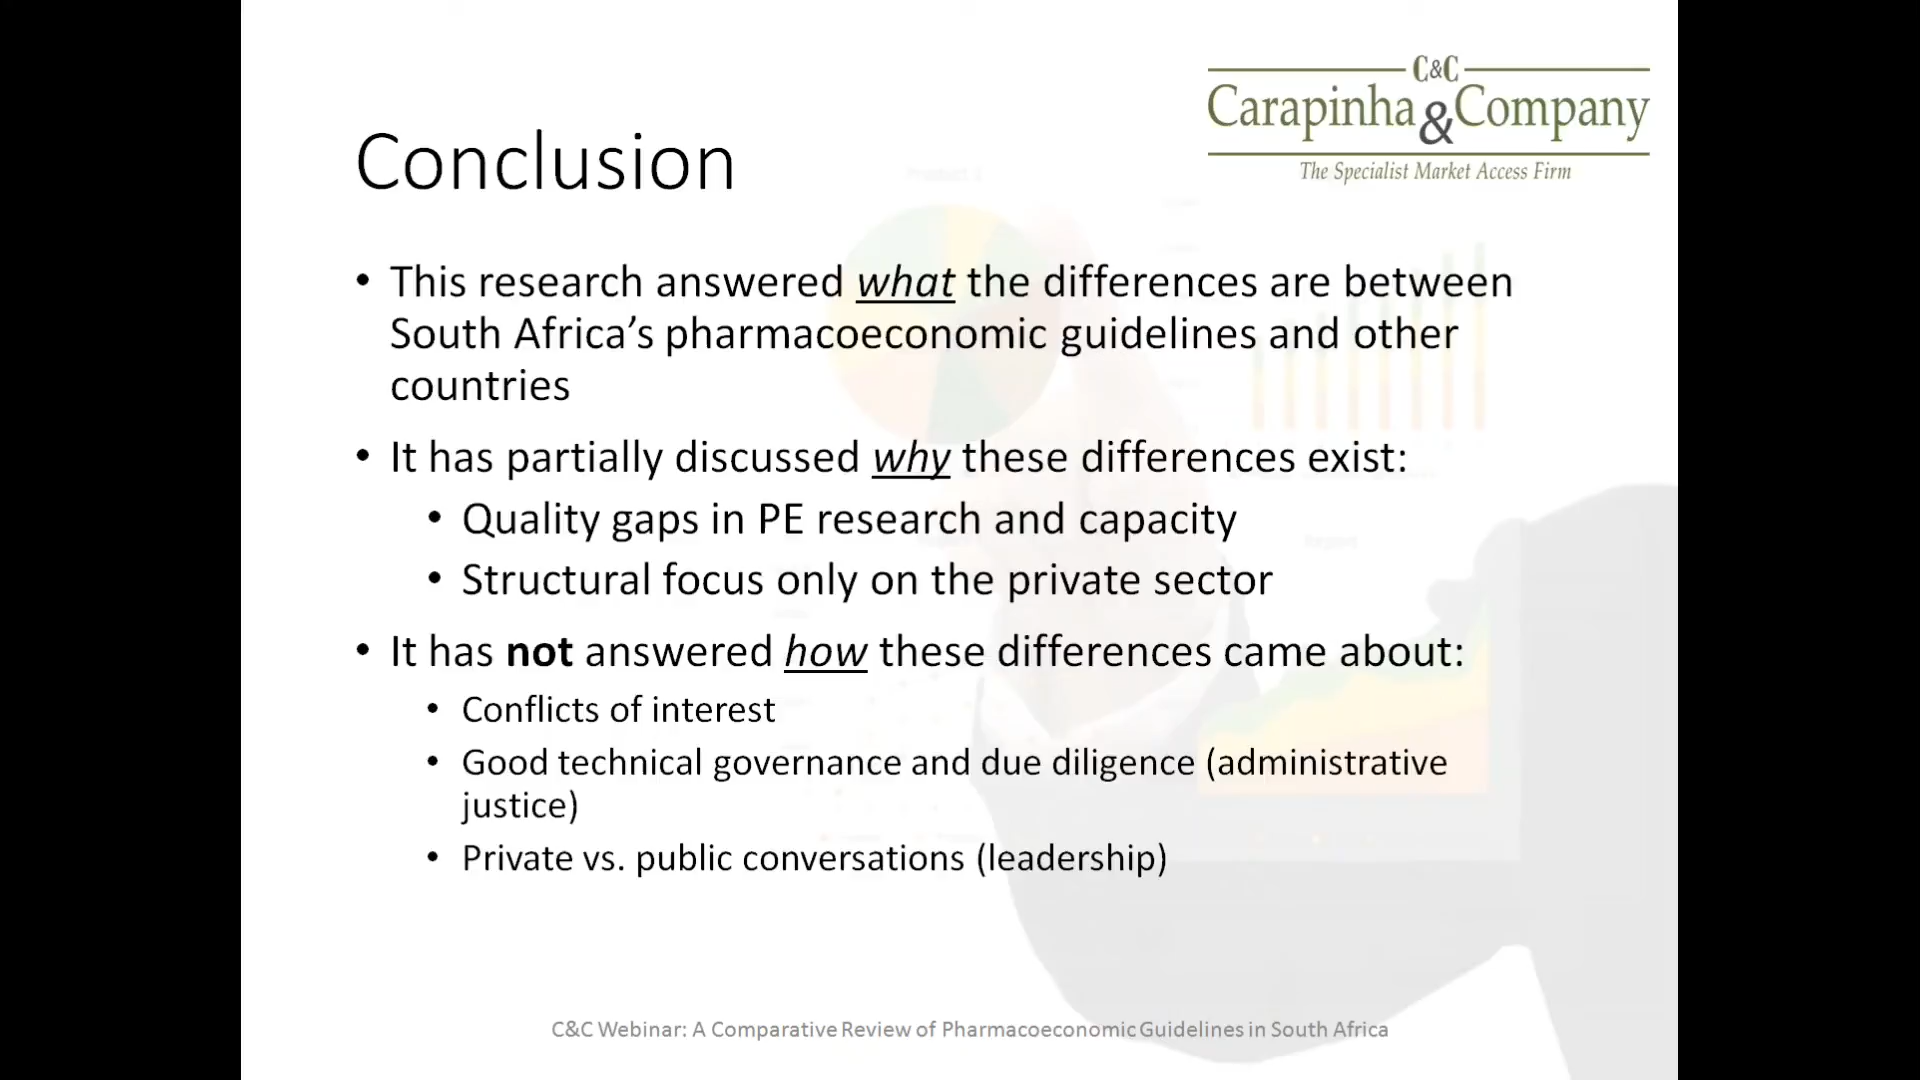 C&C
Carapinha & Company
The Specialist Market Access Firm
Conclusion
• This research answered what the differences are between
South Africa’s pharmacoeconomic guidelines and other
countries
• It has partially discussed why these differences exist:
• Quality gaps in PE research and capacity
• Structural focus only on the private sector
• It has not answered how these differences came about:
• Conflicts of interest
• Good technical governance and due diligence (administrative
justice)
• Private vs. public conversations (leadership)
C&C Webinar: A Comparative Review of Pharmacoeconomic Guidelines in South Africa